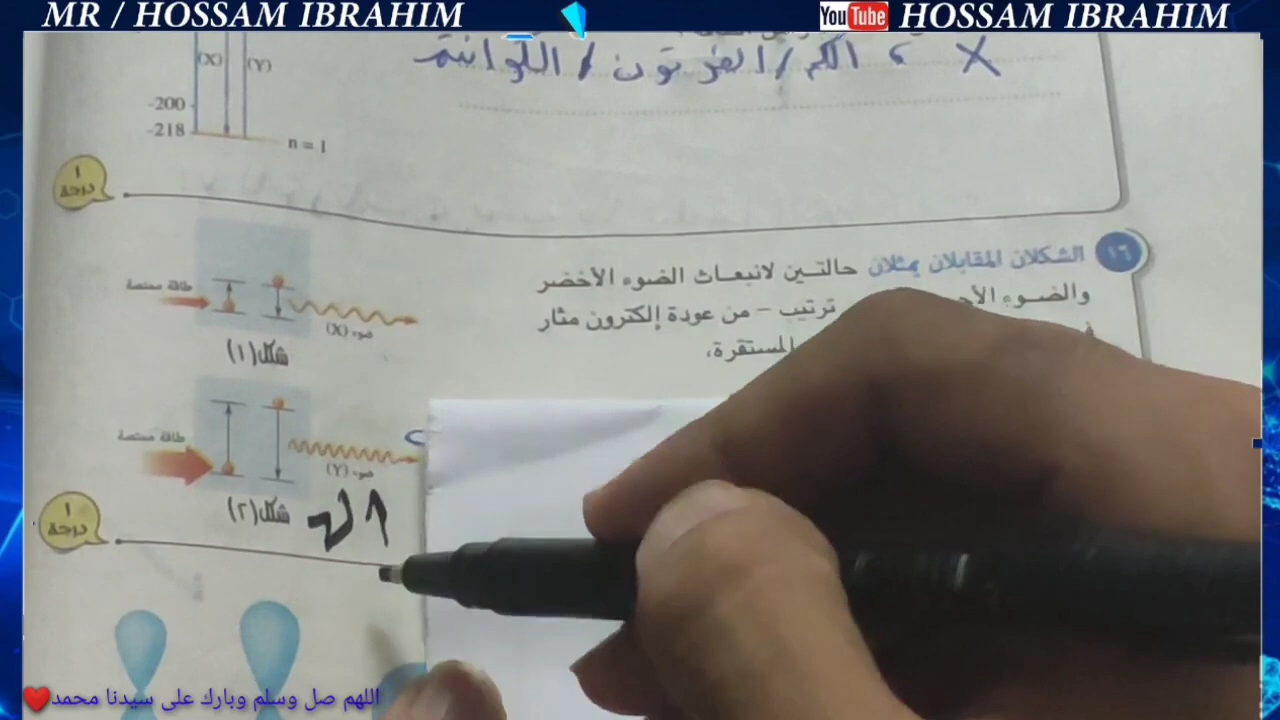 MR / HOSSAM IBRAHIM
YouTube HOSSAM IBRAHIM
X ، الكم / الفوتون / الكوانتم
(X) (Y)
-200
-218
n = 1
١
درجة
١٦ الشكلان المقابلان يمثلان حالتين لانبعاث الضوء الأخضر
والضوء ترتيب – من عودة إلكترون مثار
المستقرة،
طاقة ممتصة
ضوء (X)
شكل (١)
طاقة ممتصة
ضوء (Y)
شكل (٢)
١
درجة
اللهم صل وسلم وبارك على سيدنا محمد❤️